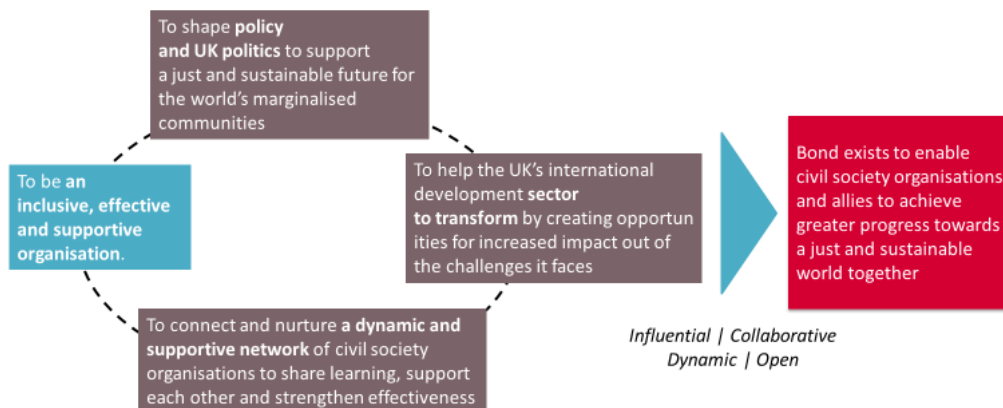 To shape policy
and UK politics to support
a just and sustainable future for
the world's marginalised
communities
To be an
inclusive, effective
and supportive
organisation.
To help the UK's international
development sector
to transform by creating opportun
ities for increased impact out of
the challenges it faces
To connect and nurture a dynamic and
supportive network of civil society
organisations to share learning, support
each other and strengthen effectiveness
Bond exists to enable
civil society organisations
and allies to achieve
greater progress towards
a just and sustainable
world together
Influential | Collaborative
Dynamic | Open